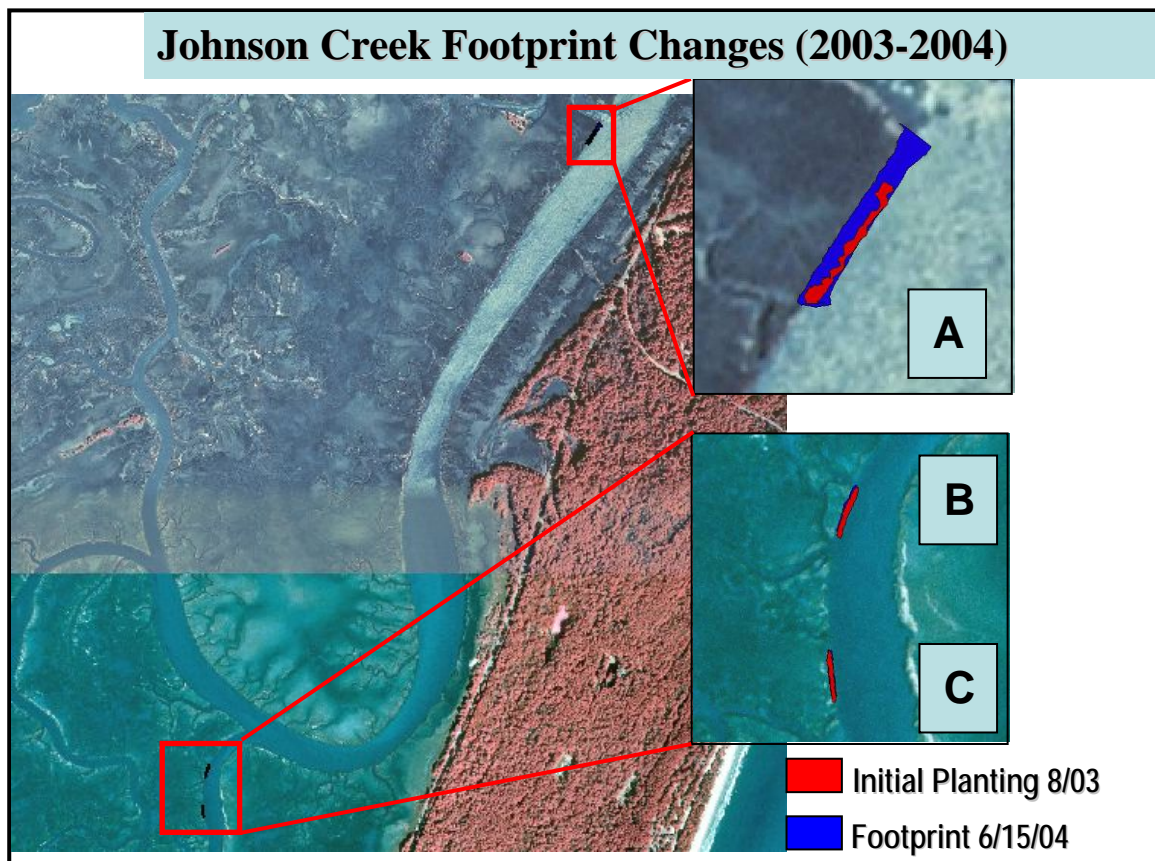 Johnson Creek Footprint Changes (2003-2004)
A
B
C
Initial Planting 8/03
Footprint 6/15/04